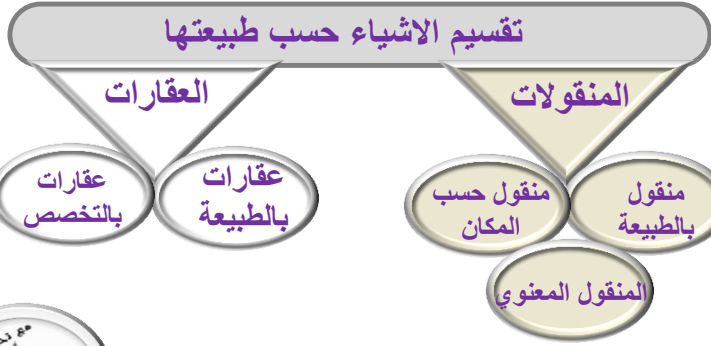 تقسيم الاشياء حسب طبيعتها
المنقولات
العقارات
منقول
بالطبيعة
منقول حسب
المكان
المنقول المعنوي
عقارات
بالطبيعة
عقارات
بالتخصص